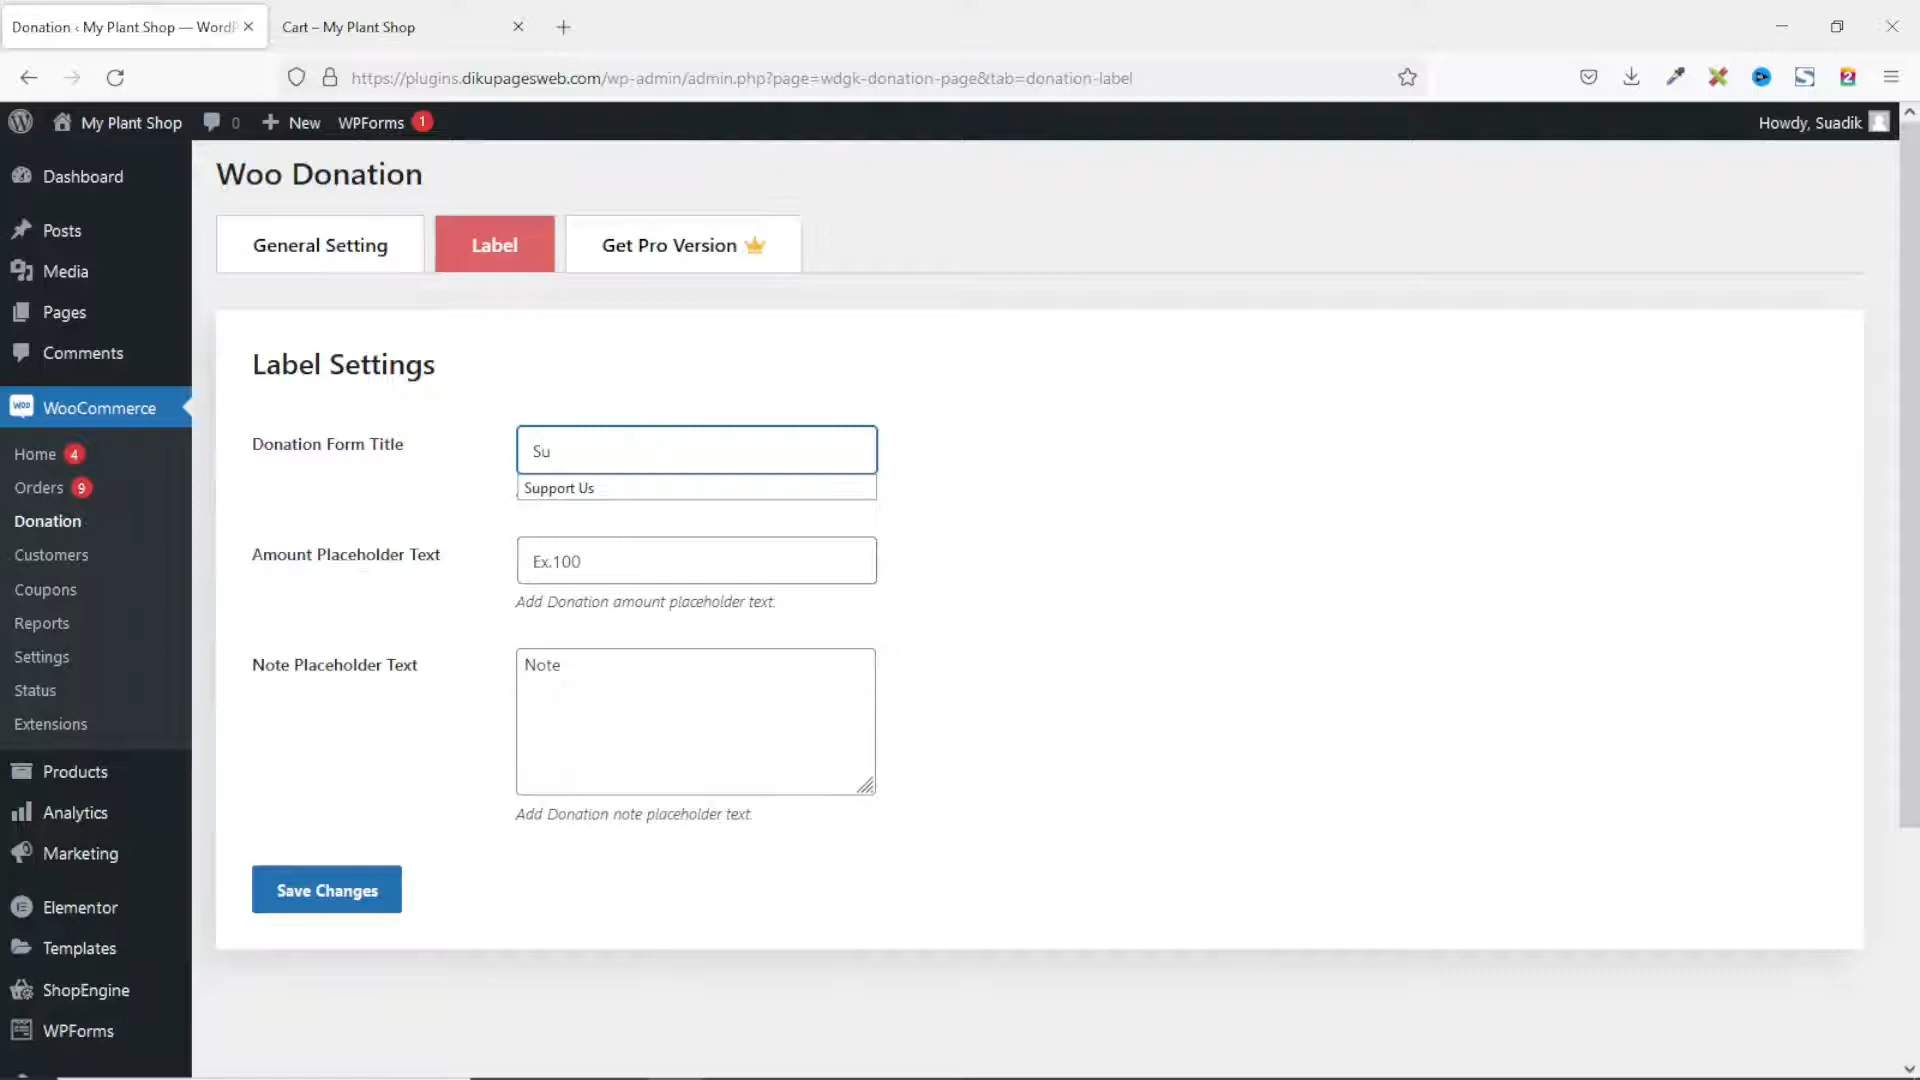 Donation ‹ My Plant Shop — WordP
Cart – My Plant Shop
https://plugins.dikupagesweb.com/wp-admin/admin.php?page=wdgk-donation-page&tab=donation-label
My Plant Shop
0
New
WPForms 1
Howdy, Suadik
Dashboard
Posts
Media
Pages
Comments
WooCommerce
Home 4
Orders 9
Donation
Customers
Coupons
Reports
Settings
Status
Extensions
Products
Analytics
Marketing
Elementor
Templates
ShopEngine
WPForms
Woo Donation
General Setting
Label
Get Pro Version
Label Settings
Donation Form Title
Su
Support Us
Amount Placeholder Text
Ex.100
Add Donation amount placeholder text.
Note Placeholder Text
Note
Add Donation note placeholder text.
Save Changes